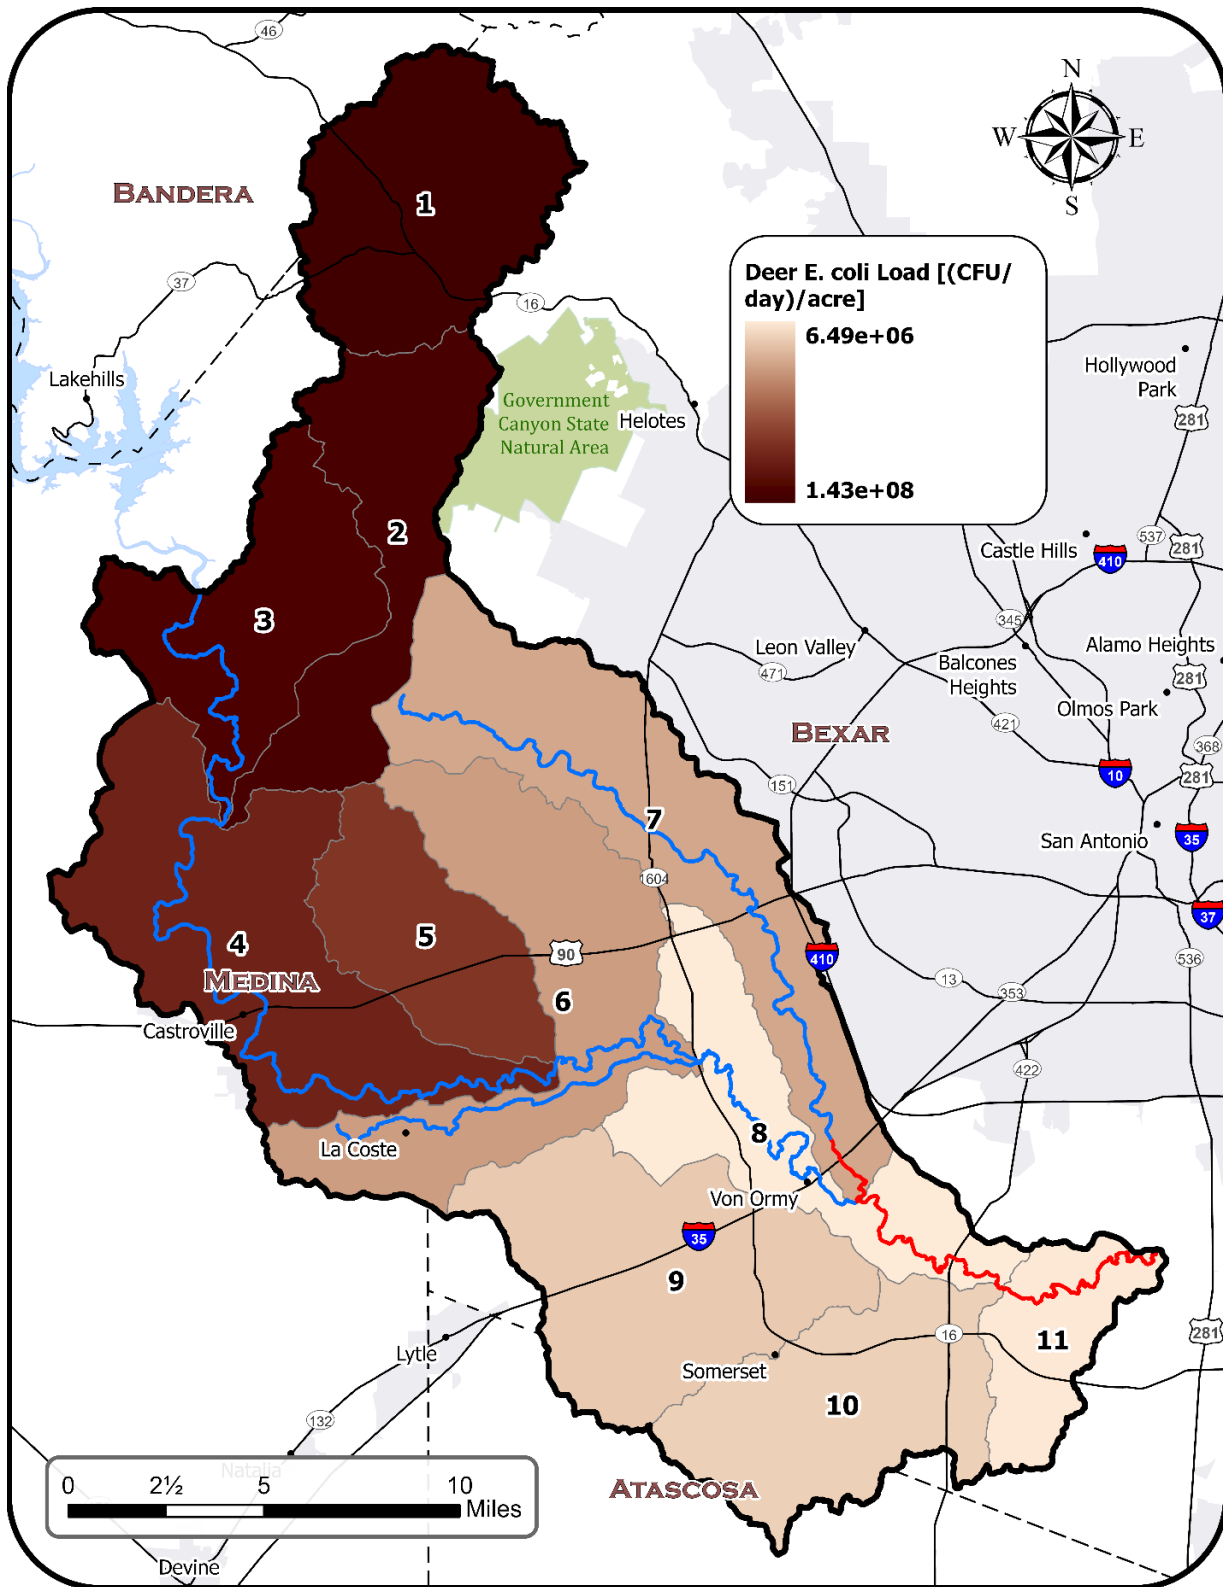 46
N
W
E
S
BANDERA
1
37
16
Deer E. coli Load [(CFU/
day)/acre]
6.49e+06
1.43e+08
Lakehills
Government
Canyon State
Natural Area
Helotes
Hollywood
Park
281
2
Castle Hills
537
281
410
3
345
Leon Valley
471
Balcones
Heights
Alamo Heights
281
Olmos Park
421
BEXAR
368
10
281
151
7
San Antonio
35
1604
37
4
5
90
410
536
MEDINA
6
13
353
Castroville
422
La Coste
8
Von Ormy
35
9
16
11
281
Lytle
Somerset
10
132
Natalia
0
2½
5
10
Miles
ATASCOSA
Devine